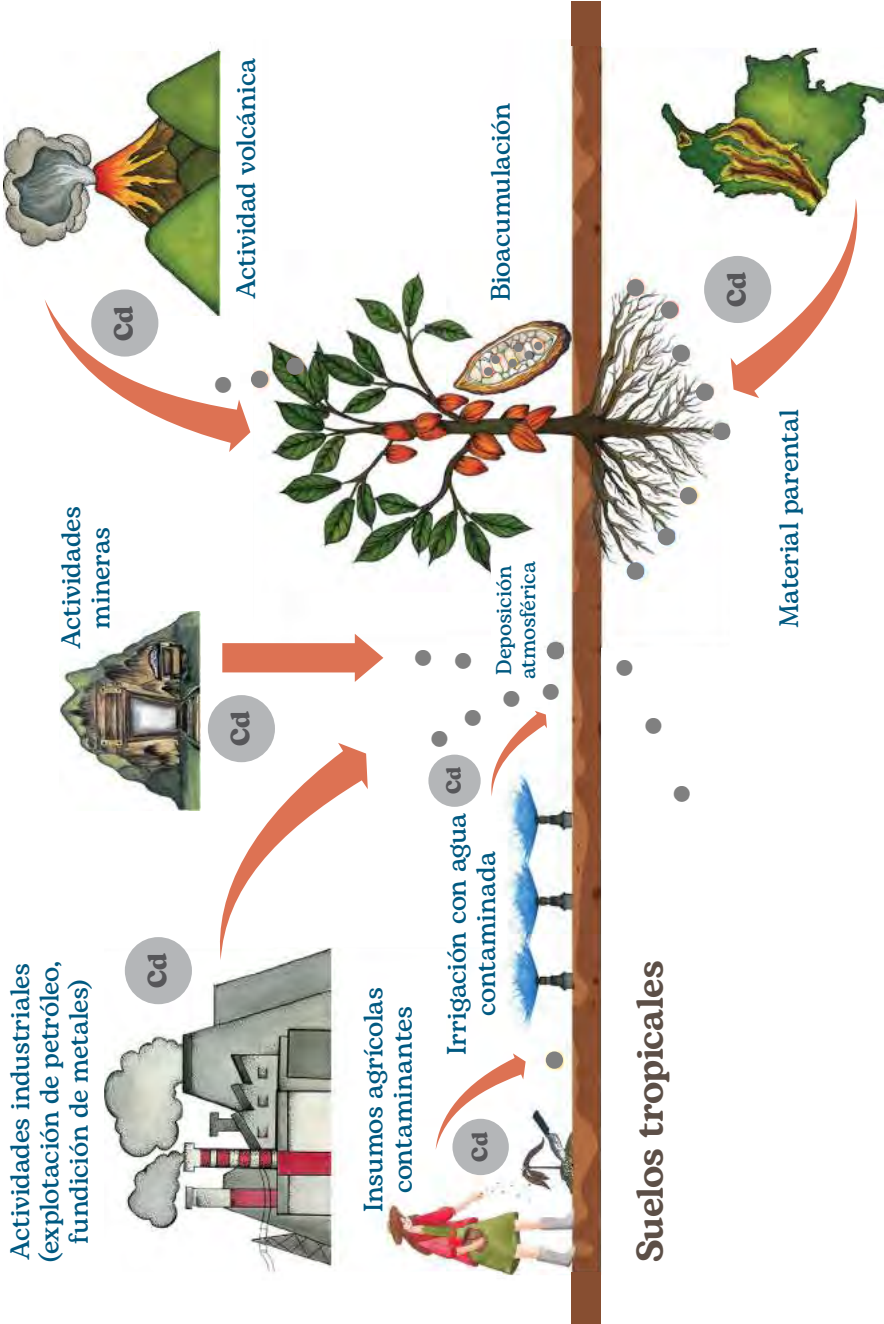 Actividades industriales
(explotación de petróleo,
fundición de metales)
Cd
Actividades
mineras
Cd
Actividad volcánica
Cd
Insumos agrícolas
contaminantes
Cd
Irrigación con agua
contaminada
Cd
Deposición
atmosférica
Bioacumulación
Suelos tropicales
Material parental
Cd